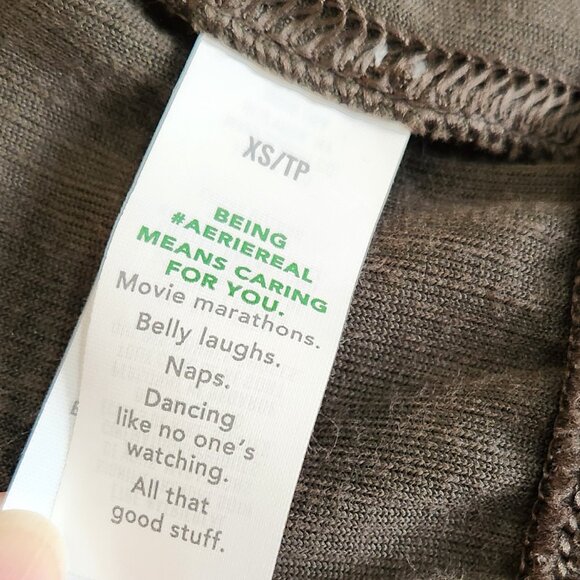 XS/TP
BEING
#AERIEREAL
MEANS CARING
FOR YOU.
Movie marathons.
Belly laughs.
Naps.
Dancing
like no one's
watching.
All that
good stuff.